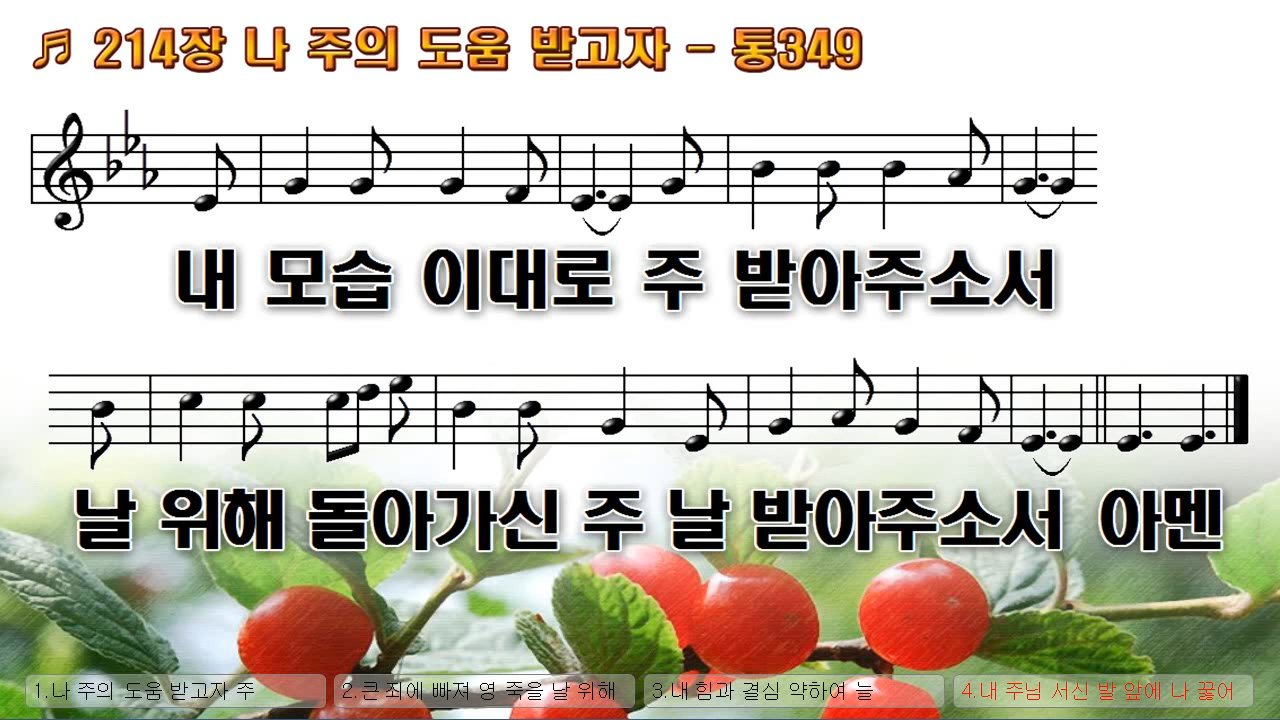 214장 나 주의 도움 받고자 - 통349
내 모습 이대로 주 받아주소서
날 위해 돌아가신 주 날 받아주소서 아멘
1.나 주의 도움 받고자 주
2.큰 죄에 빠져 영 죽을 날 위해
3.내 힘과 결심 약하여 늘
4.내 주님 서신 발 앞에 나 꿇어